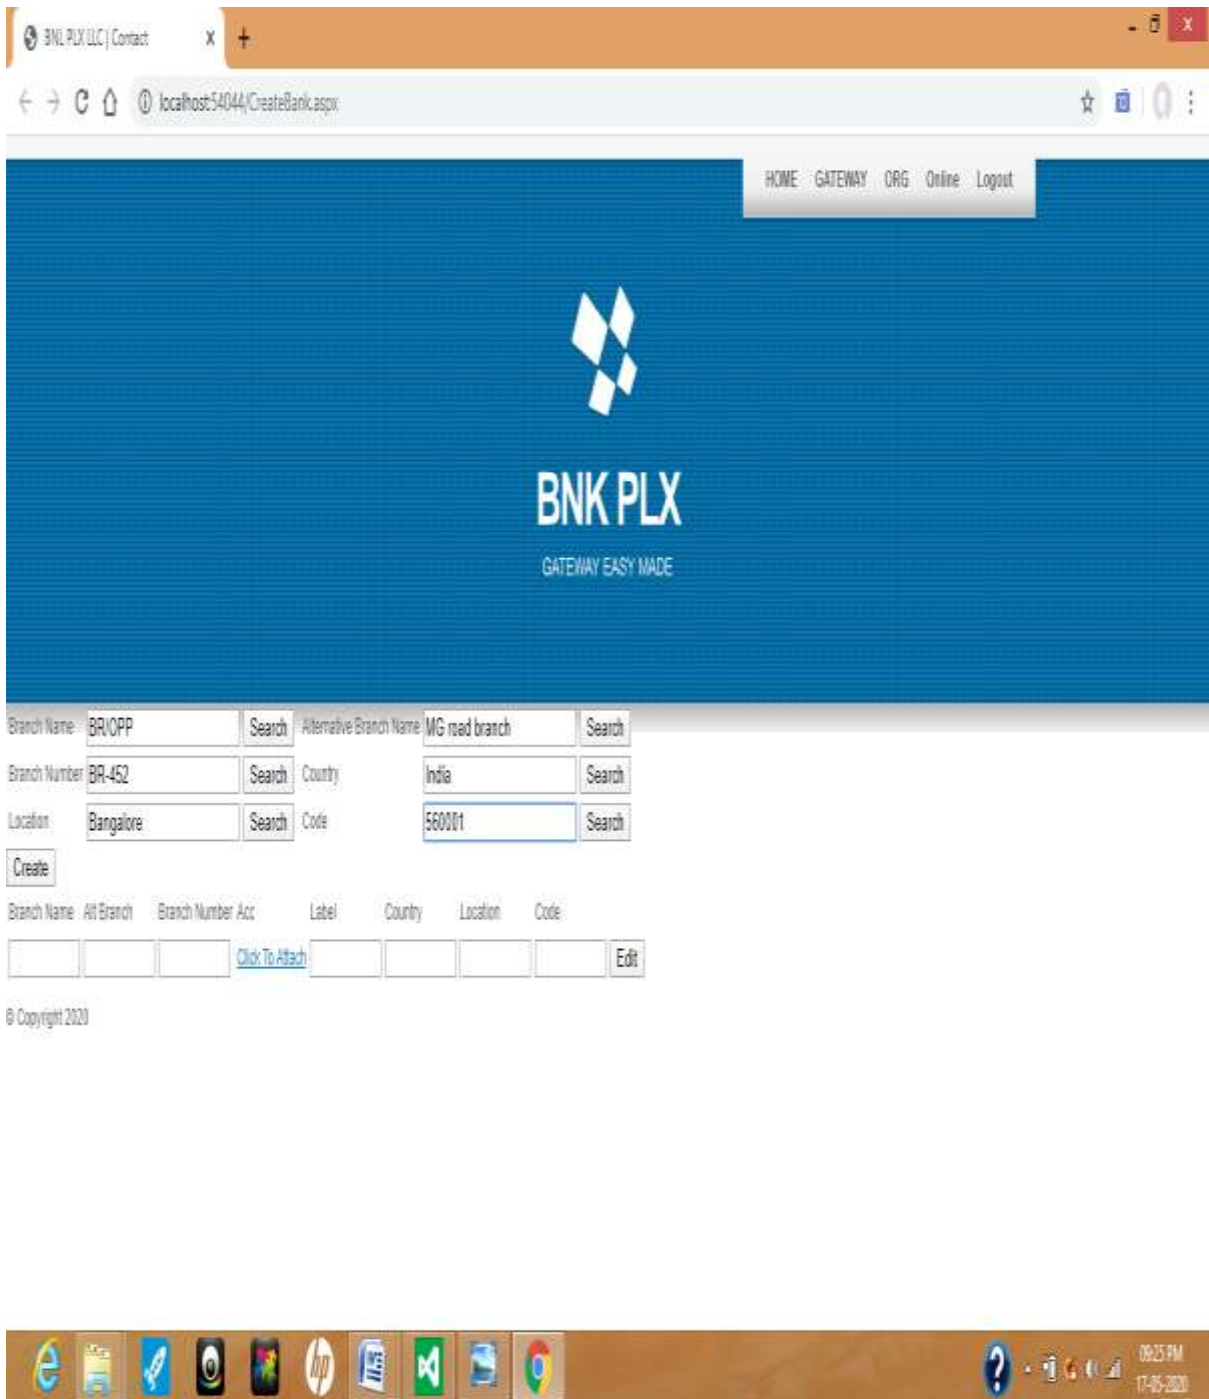 BNL PLX LLC | Contact
localhost:54044/CreateBank.aspx
HOME GATEWAY ORG Online Logout
BNK PLX
GATEWAY EASY MADE
Branch Name BR/OPP Search Alternative Branch Name MG road branch Search
Branch Number BR-452 Search Country India Search
Location Bangalore Search Code 560001 Search
Create
Branch Name Alt Branch Branch Number Acc Label Country Location Code
Click To Attach Edit
© Copyright 2020
hp
09:25 PM
17-05-2020